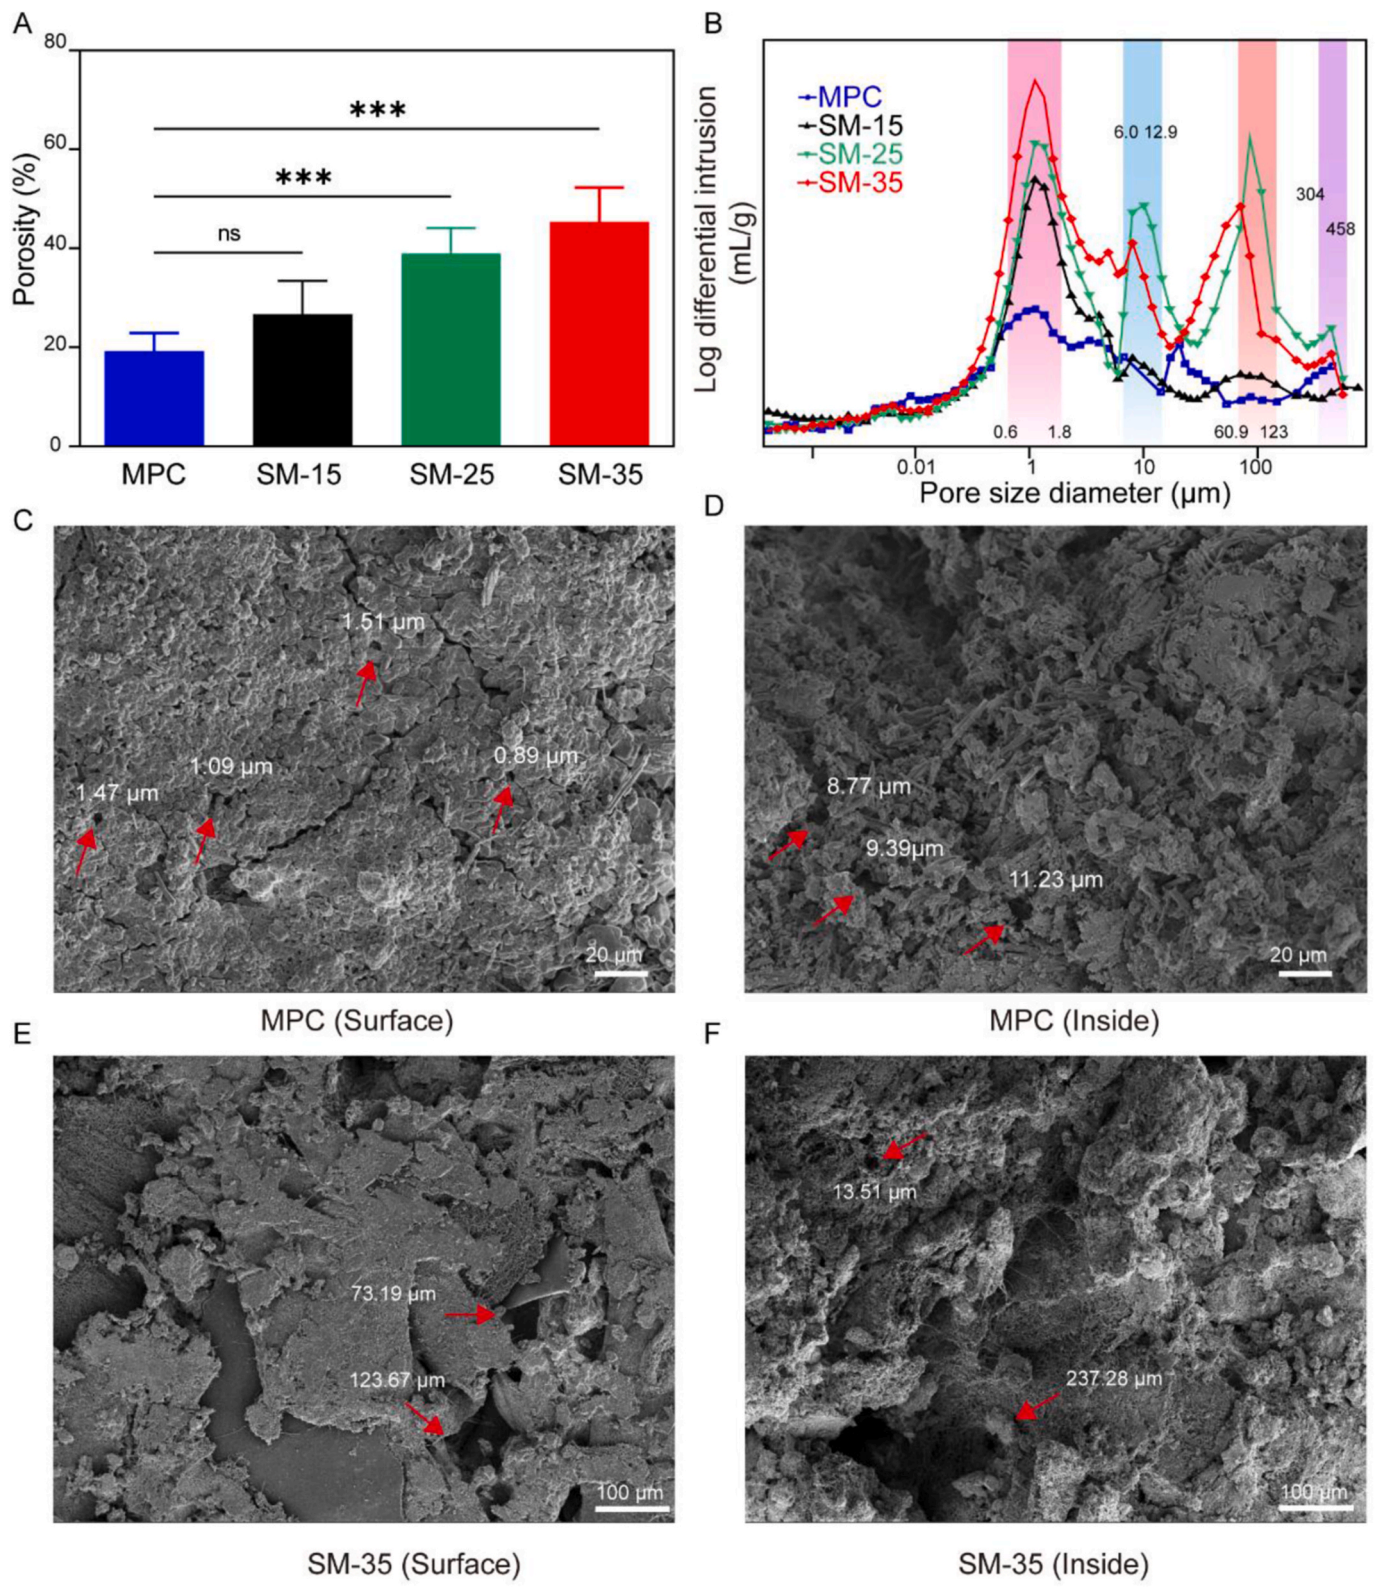 A
80
60
40
20
0
Porosity (%)
***
***
ns
MPC
SM-15
SM-25
SM-35
B
Log differential intrusion
(mL/g)
MPC
SM-15
SM-25
SM-35
6.0 12.9
304
458
0.6
1.8
60.9
123
0.01
1
10
100
Pore size diameter (μm)
C
1.51 μm
1.09 μm
0.89 μm
1.47 μm
20 μm
MPC (Surface)
D
8.77 μm
9.39μm
11.23 μm
20 μm
MPC (Inside)
E
73.19 μm
123.67 μm
100 μm
SM-35 (Surface)
F
13.51 μm
237.28 μm
100 μm
SM-35 (Inside)